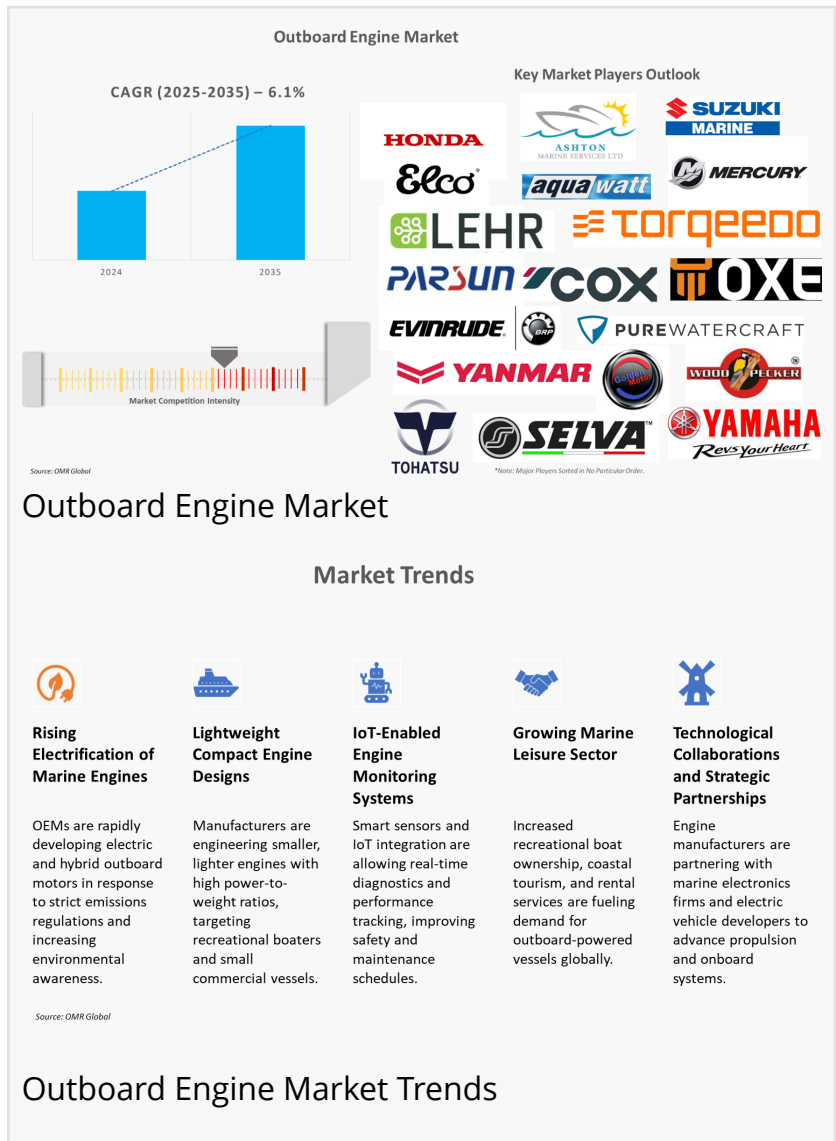 Outboard Engine Market
CAGR (2025-2035) – 6.1%
2024
2035
Market Competition Intensity
Source: OMR Global
Key Market Players Outlook
HONDA
ASHTON
MARINE SERVICES LTD
SUZUKI
MARINE
Elco
aquawatt
MERCURY
LEHR
TORQEEDO
PARSUN
COX
OXE
EVINRUDE
BRP
PUREWATERCRAFT
YANMAR
Golden
Motor
WOODPECKER
TM
TOHATSU
SELVA™
YAMAHA
Revs Your Heart
*Note: Major Players Sorted in No Particular Order.
Outboard Engine Market
Market Trends
Rising
Electrification of
Marine Engines
OEMs are rapidly
developing electric
and hybrid outboard
motors in response
to strict emissions
regulations and
increasing
environmental
awareness.
Lightweight
Compact Engine
Designs
Manufacturers are
engineering smaller,
lighter engines with
high power-to-
weight ratios,
targeting
recreational boaters
and small
commercial vessels.
IoT-Enabled
Engine
Monitoring
Systems
Smart sensors and
IoT integration are
allowing real-time
diagnostics and
performance
tracking, improving
safety and
maintenance
schedules.
Growing Marine
Leisure Sector
Increased
recreational boat
ownership, coastal
tourism, and rental
services are fueling
demand for
outboard-powered
vessels globally.
Technological
Collaborations
and Strategic
Partnerships
Engine
manufacturers are
partnering with
marine electronics
firms and electric
vehicle developers to
advance propulsion
and onboard
systems.
Source: OMR Global
Outboard Engine Market Trends